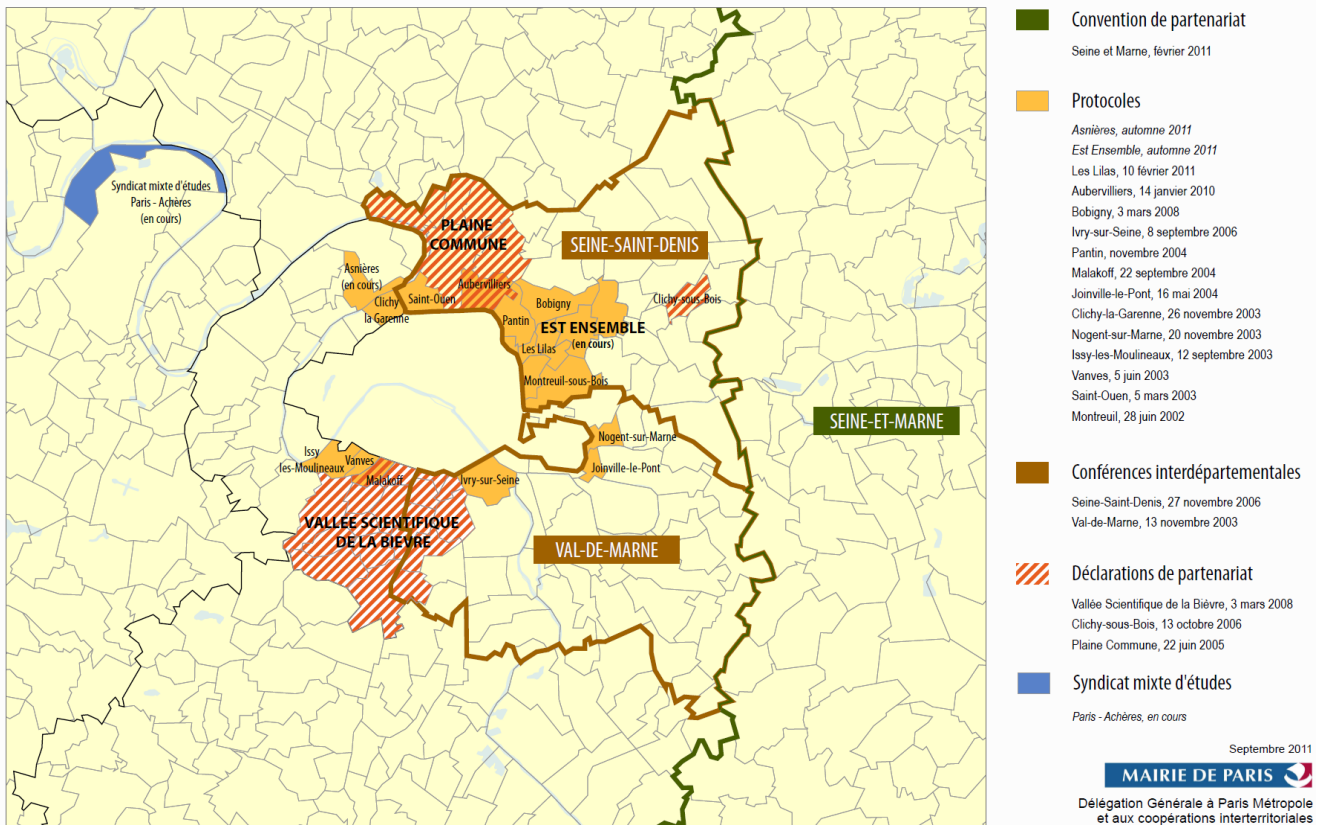 Syndicat mixte d'études
Paris - Achères
(en cours)
PLAINE
COMMUNE
SEINE-SAINT-DENIS
Asnières
(en cours)
Clichy
la Garenne
Saint-Ouen
Aubervilliers
Bobigny
Clichy-sous-Bois
Pantin
EST ENSEMBLE
(en cours)
Les Lilas
Montreuil-sous-Bois
SEINE-ET-MARNE
Nogent-sur-Marne
Joinville-le-Pont
Issy
les-Moulineaux
Vanves
Malakoff
Ivry-sur-Seine
VALLEE SCIENTIFIQUE
DE LA BIEVRE
VAL-DE-MARNE
Convention de partenariat
Seine et Marne, février 2011
Protocoles
Asnières, automne 2011
Est Ensemble, automne 2011
Les Lilas, 10 février 2011
Aubervilliers, 14 janvier 2010
Bobigny, 3 mars 2008
Ivry-sur-Seine, 8 septembre 2006
Pantin, novembre 2004
Malakoff, 22 septembre 2004
Joinville-le-Pont, 16 mai 2004
Clichy-la-Garenne, 26 novembre 2003
Nogent-sur-Marne, 20 novembre 2003
Issy-les-Moulineaux, 12 septembre 2003
Vanves, 5 juin 2003
Saint-Ouen, 5 mars 2003
Montreuil, 28 juin 2002
Conférences interdépartementales
Seine-Saint-Denis, 27 novembre 2006
Val-de-Marne, 13 novembre 2003
Déclarations de partenariat
Vallée Scientifique de la Bièvre, 3 mars 2008
Clichy-sous-Bois, 13 octobre 2006
Plaine Commune, 22 juin 2005
Syndicat mixte d'études
Paris - Achères, en cours
Septembre 2011
MAIRIE DE PARIS
Délégation Générale à Paris Métropole
et aux coopérations interterritoriales